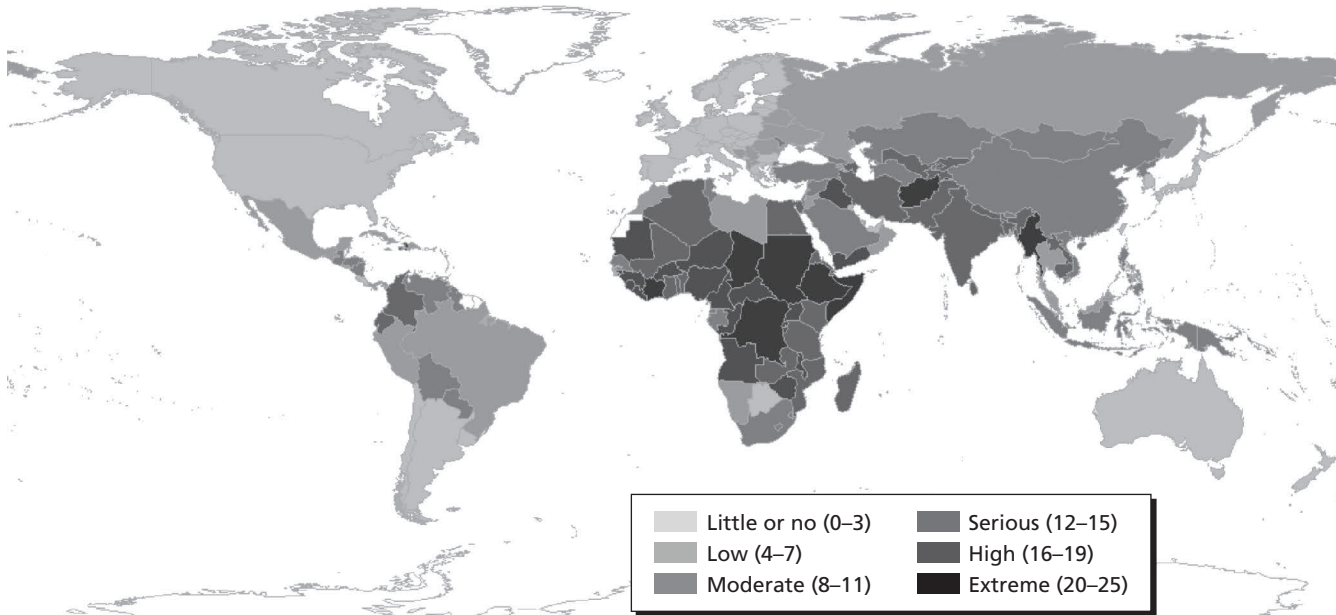 Little or no (0–3)
Low (4–7)
Moderate (8–11)
Serious (12–15)
High (16–19)
Extreme (20–25)